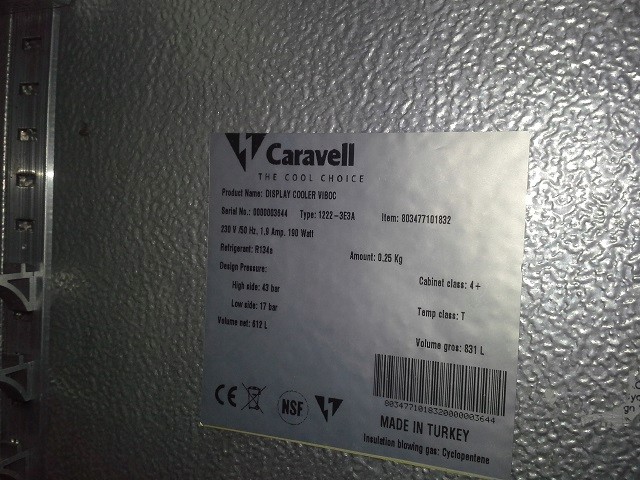 Caravell
THE COOL CHOICE
Product Name: DISPLAY COOLER VIBOC
Serial No.: 0000003644 Type: 1222-3E3A Item: 803477101832
230 V /50 Hz, 1.9 Amp. 190 Watt
Refrigerant: R134a Amount: 0.25 Kg
Design Pressure: Cabinet class: 4+
High side: 43 bar
Low side: 17 bar Temp class: T
Volume net: 612 L Volume gros: 831 L
CE NSF
8034771018320000003644
MADE IN TURKEY
Insulation blowing gas: Cyclopentene